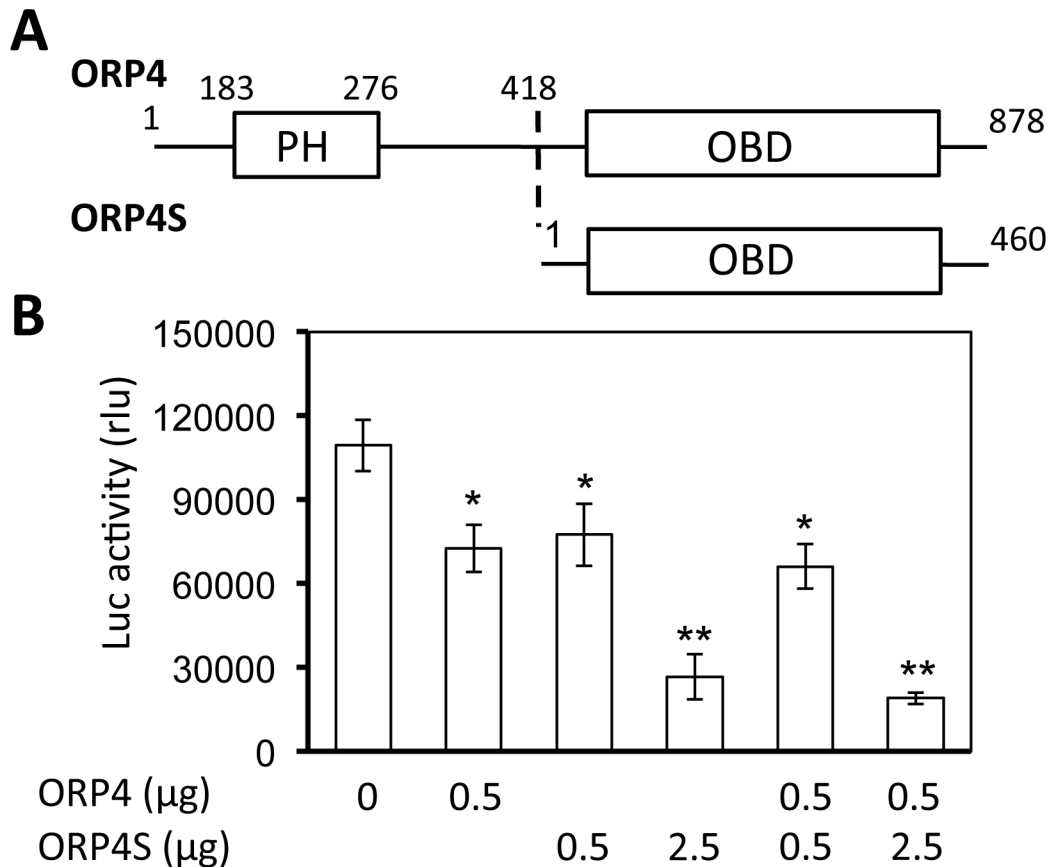 A
ORP4
183 276 418
1 PH OBD 878
ORP4S
1 OBD 460
B
Luc activity (rlu)
150000
120000
90000
60000
30000
0
* * ** * **
ORP4 (μg) 0 0.5 0.5 0.5
ORP4S (μg) 0.5 2.5 0.5 2.5